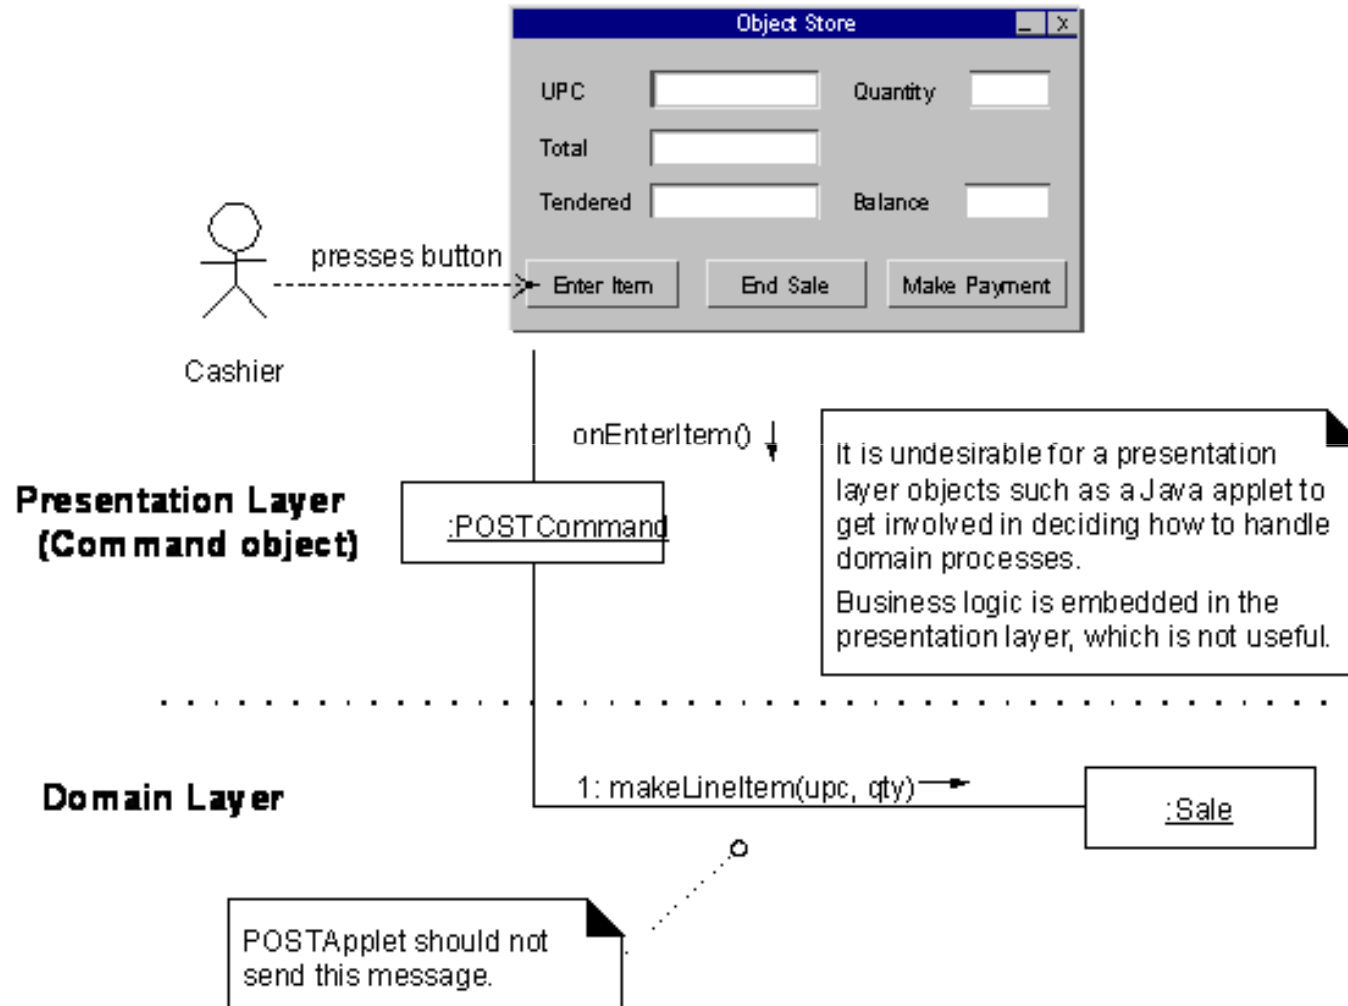 Object Store
_ X
UPC
Quantity
Total
Tendered
Balance
presses button
Enter Item
End Sale
Make Payment
Cashier
onEnterItem()
It is undesirable for a presentation
layer objects such as a Java applet to
get involved in deciding how to handle
domain processes.
Business logic is embedded in the
presentation layer, which is not useful.
Presentation Layer
(Command object)
:POSTCommand
Domain Layer
1: makeLineItem(upc, qty)
:Sale
POSTApplet should not
send this message.